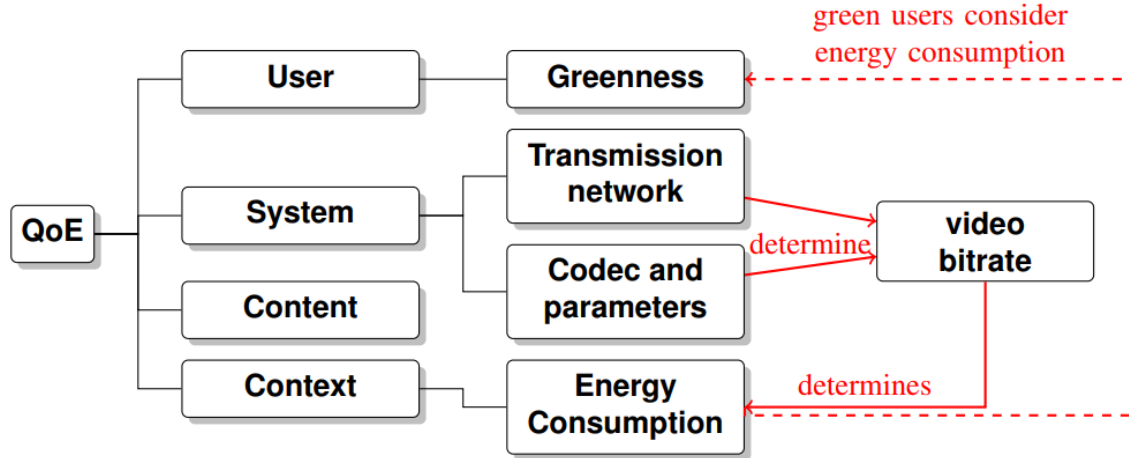 green users consider
energy consumption
User
Greenness
Transmission
network
System
QoE
video
bitrate
determine
Codec and
parameters
Content
Context
Energy
Consumption
determines